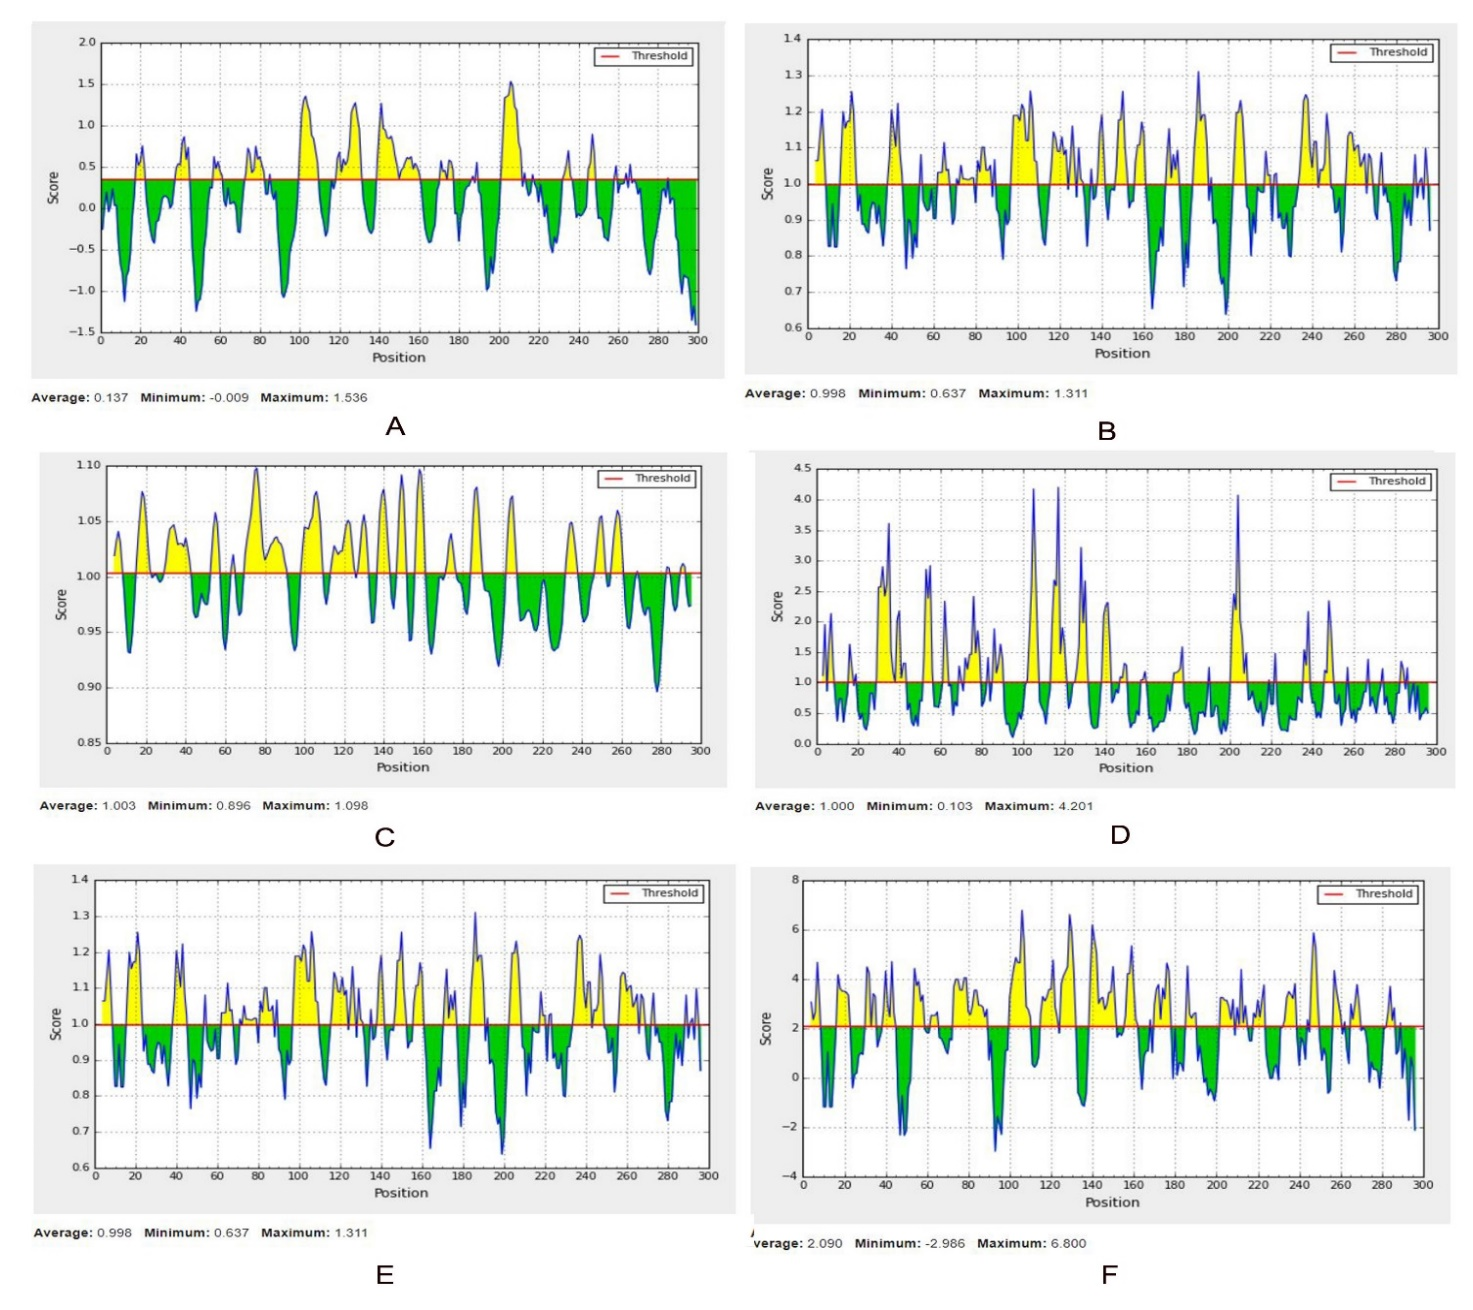 Threshold
2.0
1.5
1.0
0.5
0.0
−0.5
−1.0
−1.5
Score
0 20 40 60 80 100 120 140 160 180 200 220 240 260 280 300
Position
Average: 0.137 Minimum: -0.009 Maximum: 1.536
A
Threshold
1.4
1.3
1.2
1.1
1.0
0.9
0.8
0.7
0.6
Score
0 20 40 60 80 100 120 140 160 180 200 220 240 260 280 300
Position
Average: 0.998 Minimum: 0.637 Maximum: 1.311
B
Threshold
1.10
1.05
1.00
0.95
0.90
0.85
Score
0 20 40 60 80 100 120 140 160 180 200 220 240 260 280 300
Position
Average: 1.003 Minimum: 0.896 Maximum: 1.098
C
Threshold
4.5
4.0
3.5
3.0
2.5
2.0
1.5
1.0
0.5
0.0
Score
0 20 40 60 80 100 120 140 160 180 200 220 240 260 280 300
Position
Average: 1.000 Minimum: 0.103 Maximum: 4.201
D
Threshold
1.4
1.3
1.2
1.1
1.0
0.9
0.8
0.7
0.6
Score
0 20 40 60 80 100 120 140 160 180 200 220 240 260 280 300
Position
Average: 0.998 Minimum: 0.637 Maximum: 1.311
E
Threshold
8
6
4
2
0
−2
−4
Score
0 20 40 60 80 100 120 140 160 180 200 220 240 260 280 300
Position
verage: 2.090 Minimum: -2.986 Maximum: 6.800
F